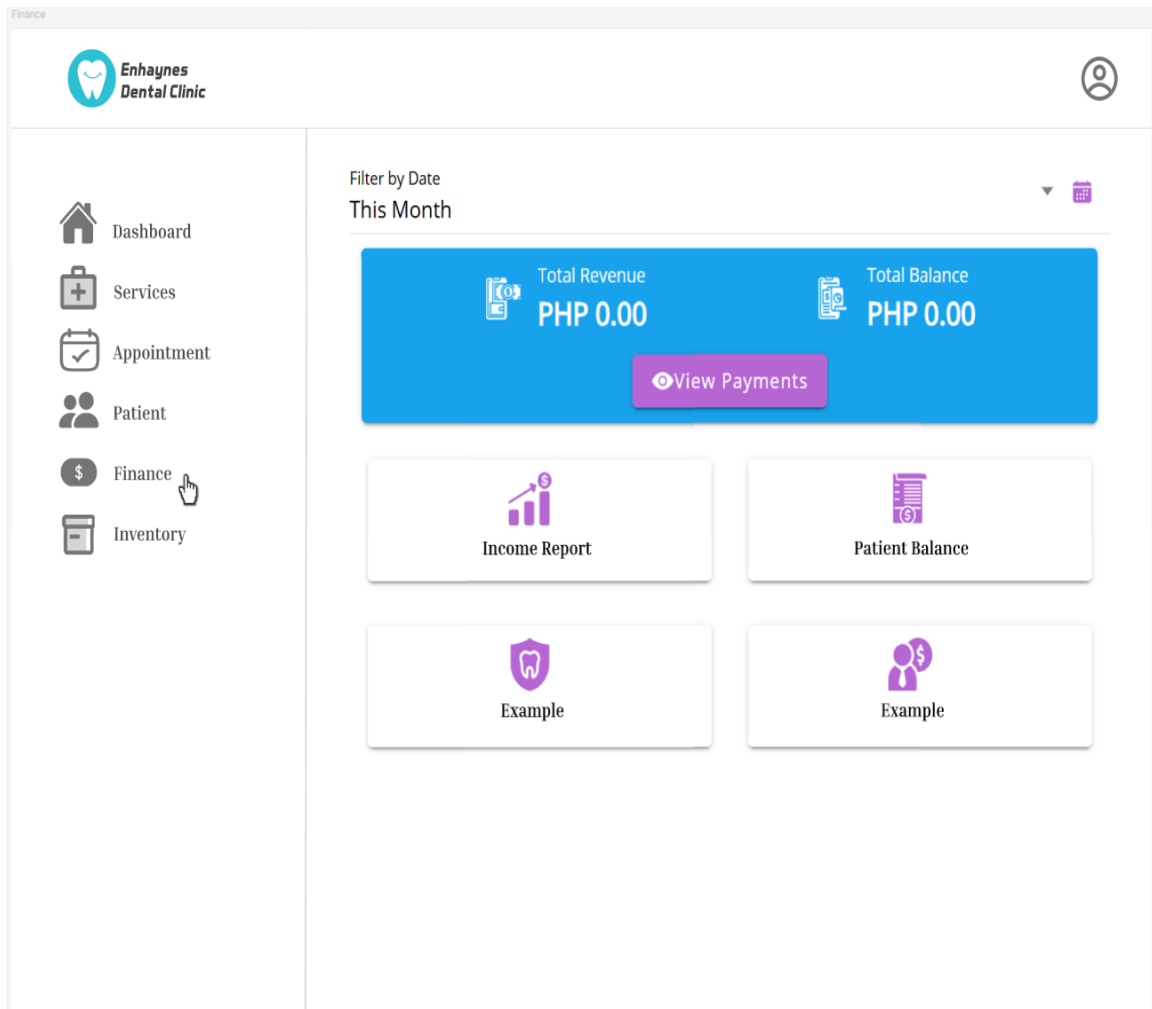 Finance
Enhaynes
Dental Clinic
Dashboard
Services
Appointment
Patient
Finance
Inventory
Filter by Date
This Month
Total Revenue
PHP 0.00
Total Balance
PHP 0.00
View Payments
Income Report
Patient Balance
Example
Example